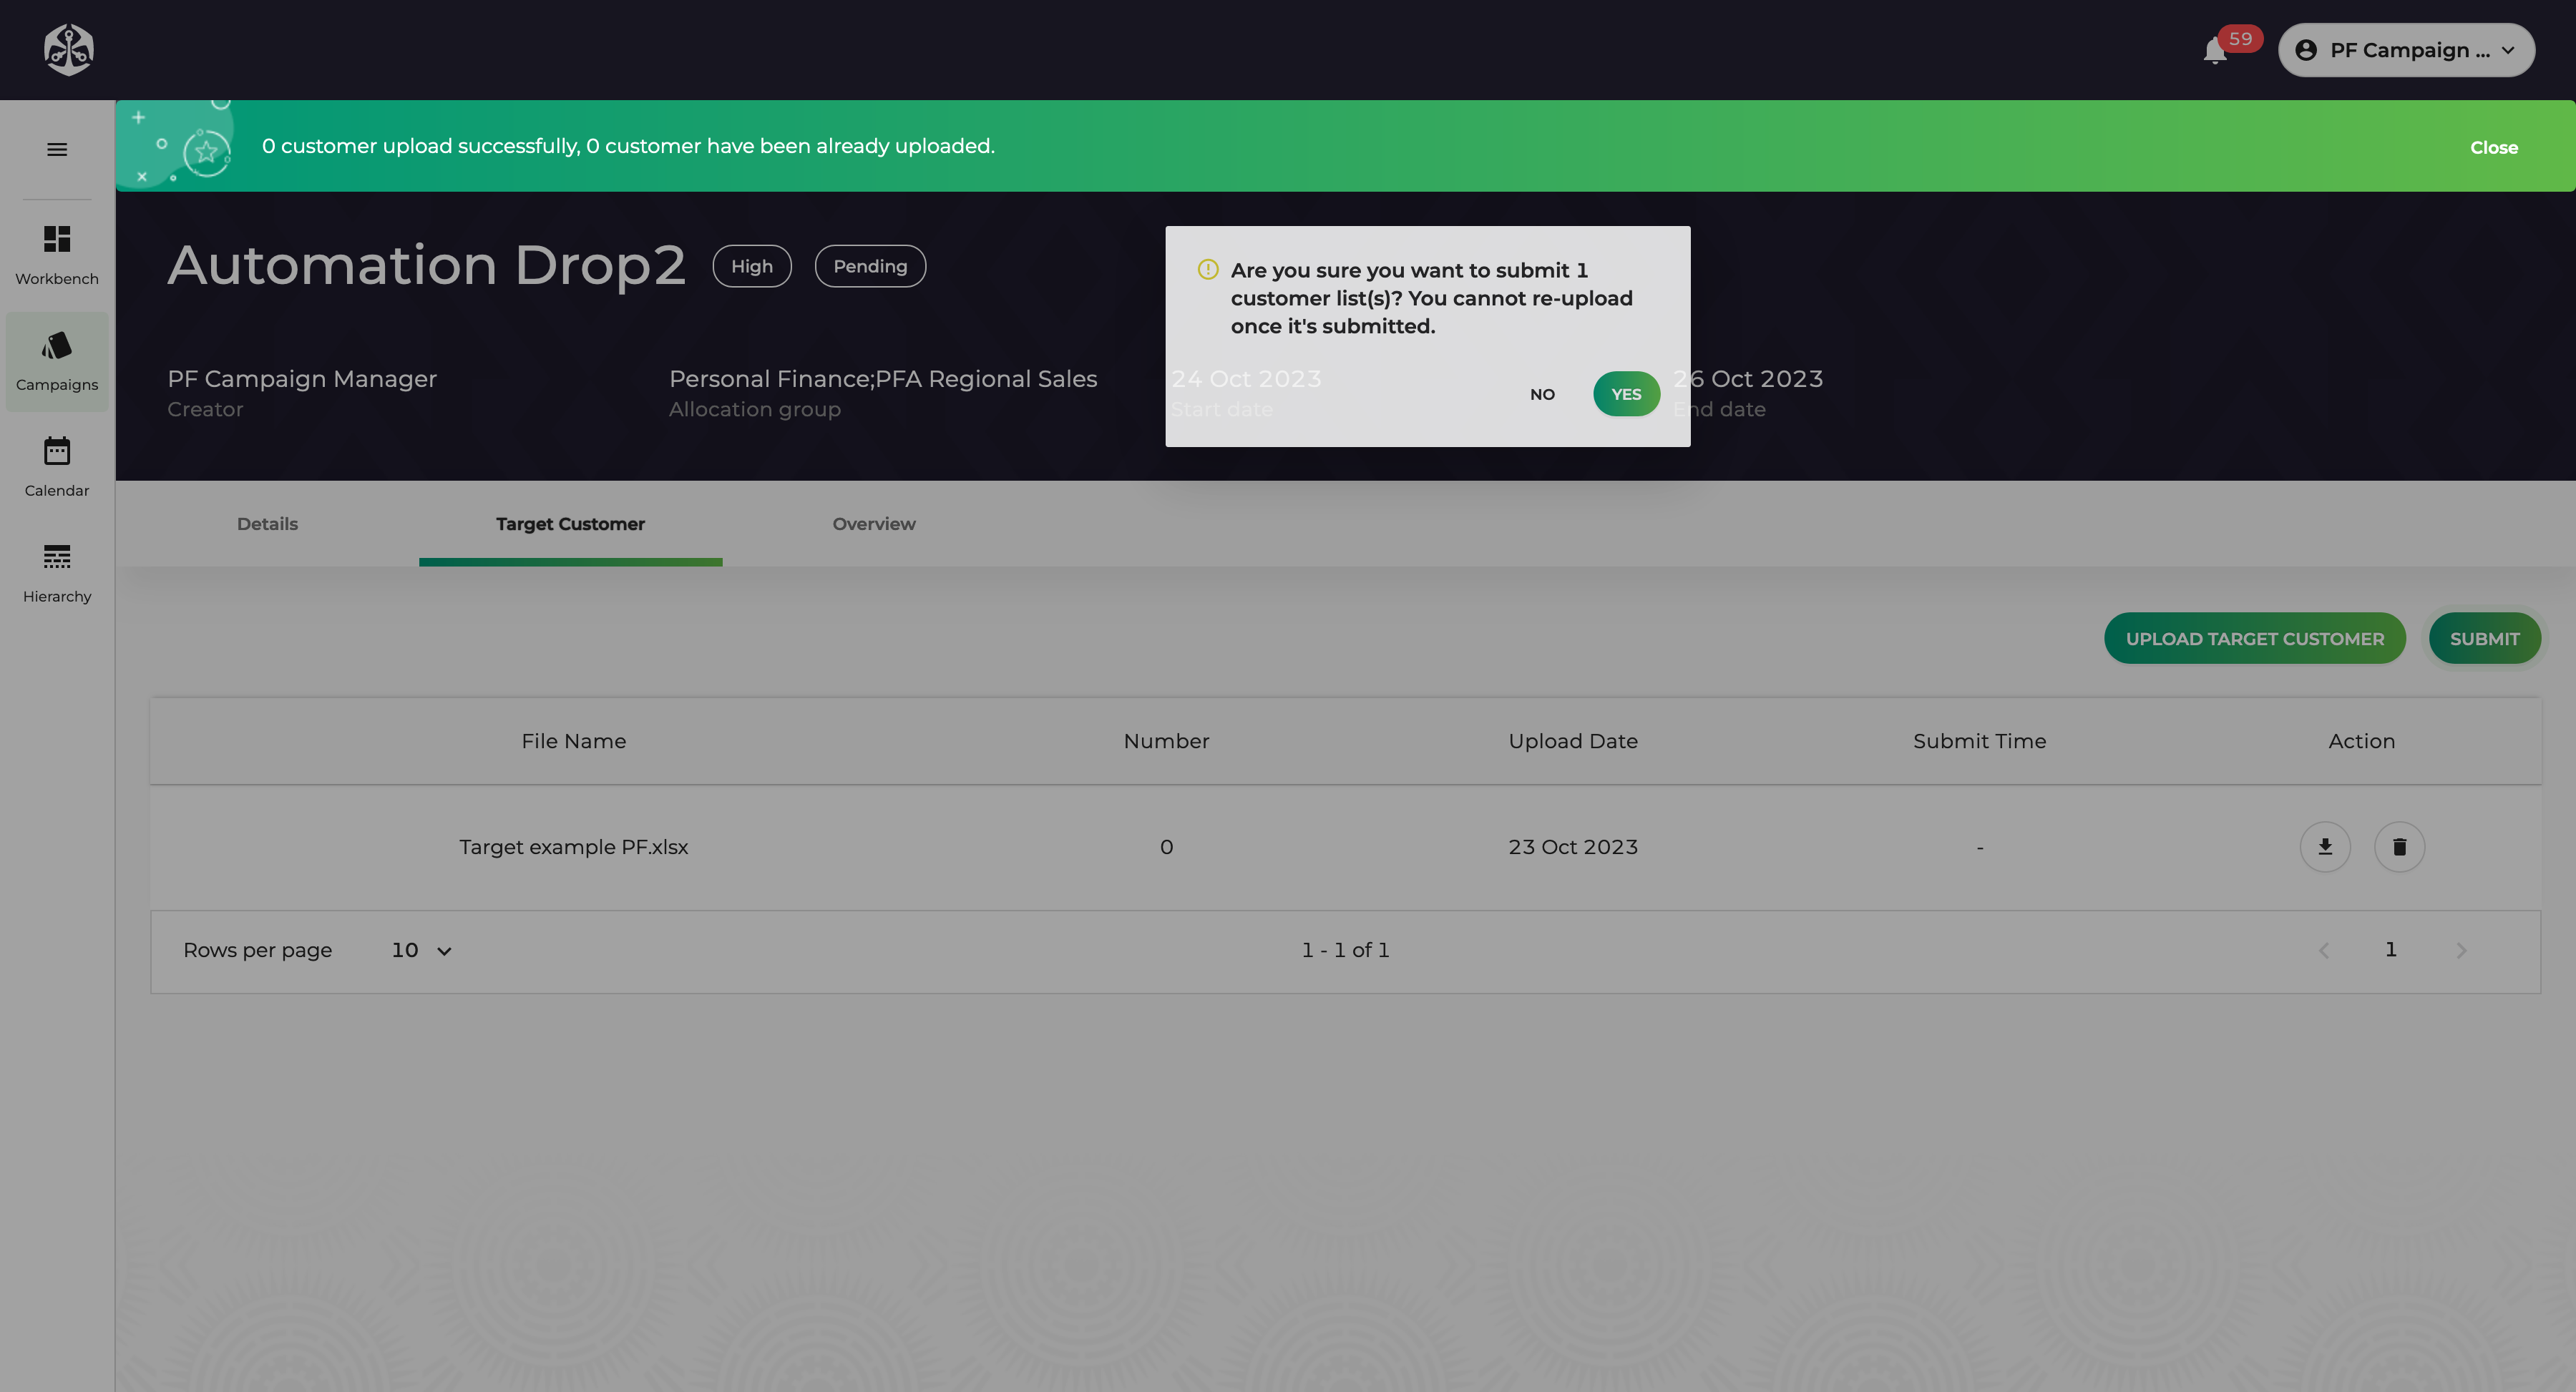 59
PF Campaign ...
0 customer upload successfully, 0 customer have been already uploaded.
Close
Workbench
Campaigns
Calendar
Hierarchy
Automation Drop2
High
Pending
Are you sure you want to submit 1
customer list(s)? You cannot re-upload
once it's submitted.
NO
YES
PF Campaign Manager
Creator
Personal Finance;PFA Regional Sales
Allocation group
24 Oct 2023
Start date
26 Oct 2023
End date
Details
Target Customer
Overview
UPLOAD TARGET CUSTOMER
SUBMIT
File Name
Number
Upload Date
Submit Time
Action
Target example PF.xlsx
0
23 Oct 2023
-
Rows per page
10
1 - 1 of 1
1